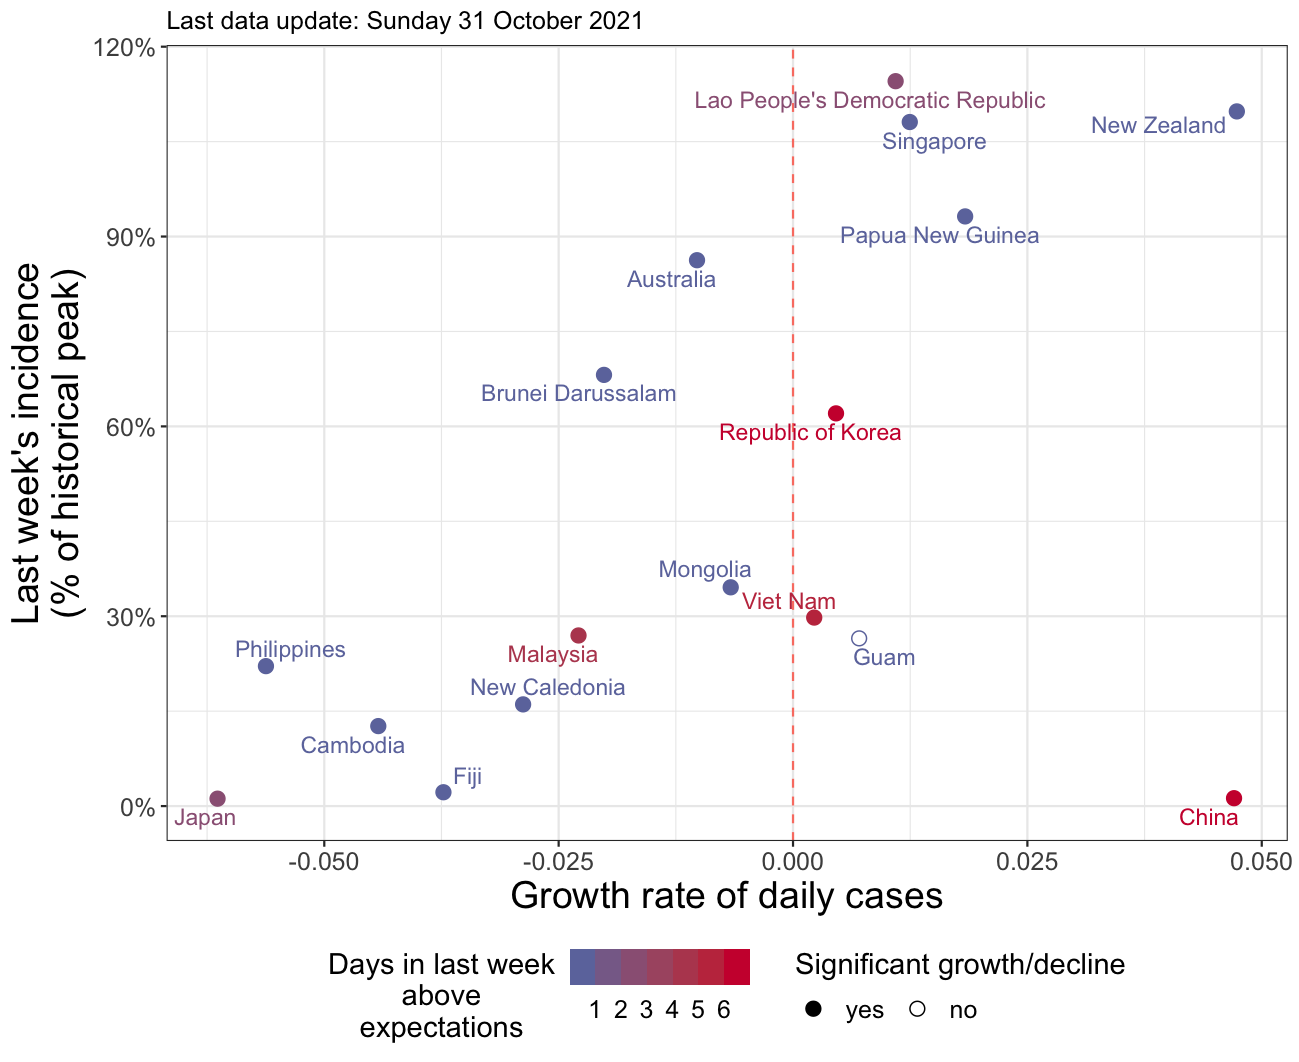 Last data update: Sunday 31 October 2021
120%
90%
60%
30%
0%
Last week's incidence
(% of historical peak)
Lao People's Democratic Republic
New Zealand
Singapore
Papua New Guinea
Australia
Brunei Darussalam
Republic of Korea
Mongolia
Viet Nam
Guam
Philippines
Malaysia
New Caledonia
Cambodia
Fiji
Japan
China
-0.050 -0.025 0.000 0.025 0.050
Growth rate of daily cases
Days in last week
above
expectations
1 2 3 4 5 6
Significant growth/decline
yes no